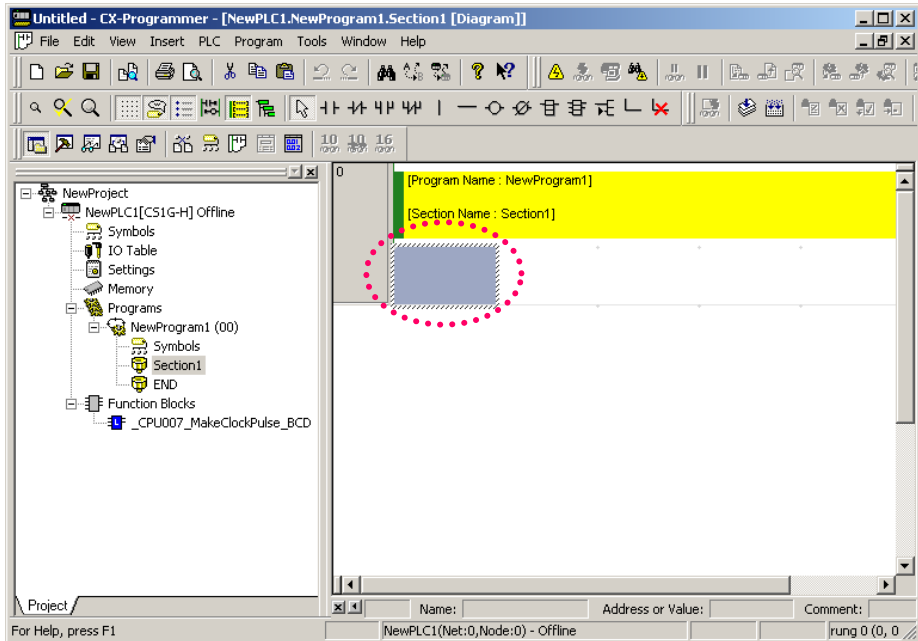 Untitled - CX-Programmer - [NewPLC1.NewProgram1.Section1 [Diagram]]
File Edit View Insert PLC Program Tools Window Help
10 10 16
NewProject
NewPLC1[CS1G-H] Offline
Symbols
IO Table
Settings
Memory
Programs
NewProgram1 (00)
Symbols
Section1
END
Function Blocks
_CPU007_MakeClockPulse_BCD
Project
0
[Program Name : NewProgram1]
[Section Name : Section1]
Name: Address or Value: Comment:
For Help, press F1 NewPLC1(Net:0,Node:0) - Offline rung 0 (0, 0